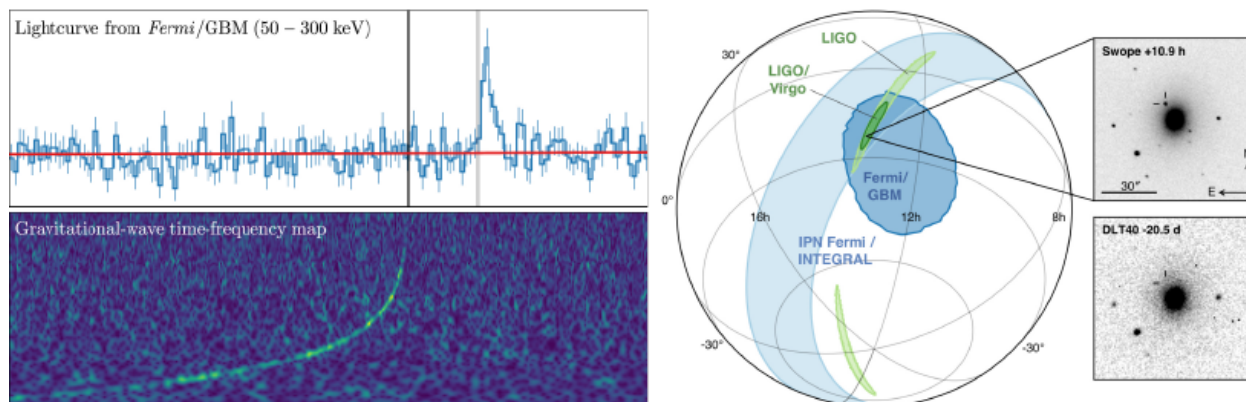 Lightcurve from Fermi/GBM (50 – 300 keV)
Gravitational-wave time-frequency map
30°
LIGO
LIGO/
Virgo
Fermi/
GBM
0°
16h
12h
8h
IPN Fermi /
INTEGRAL
-30°
-30°
Swope +10.9 h
30"
E
DLT40 -20.5 d